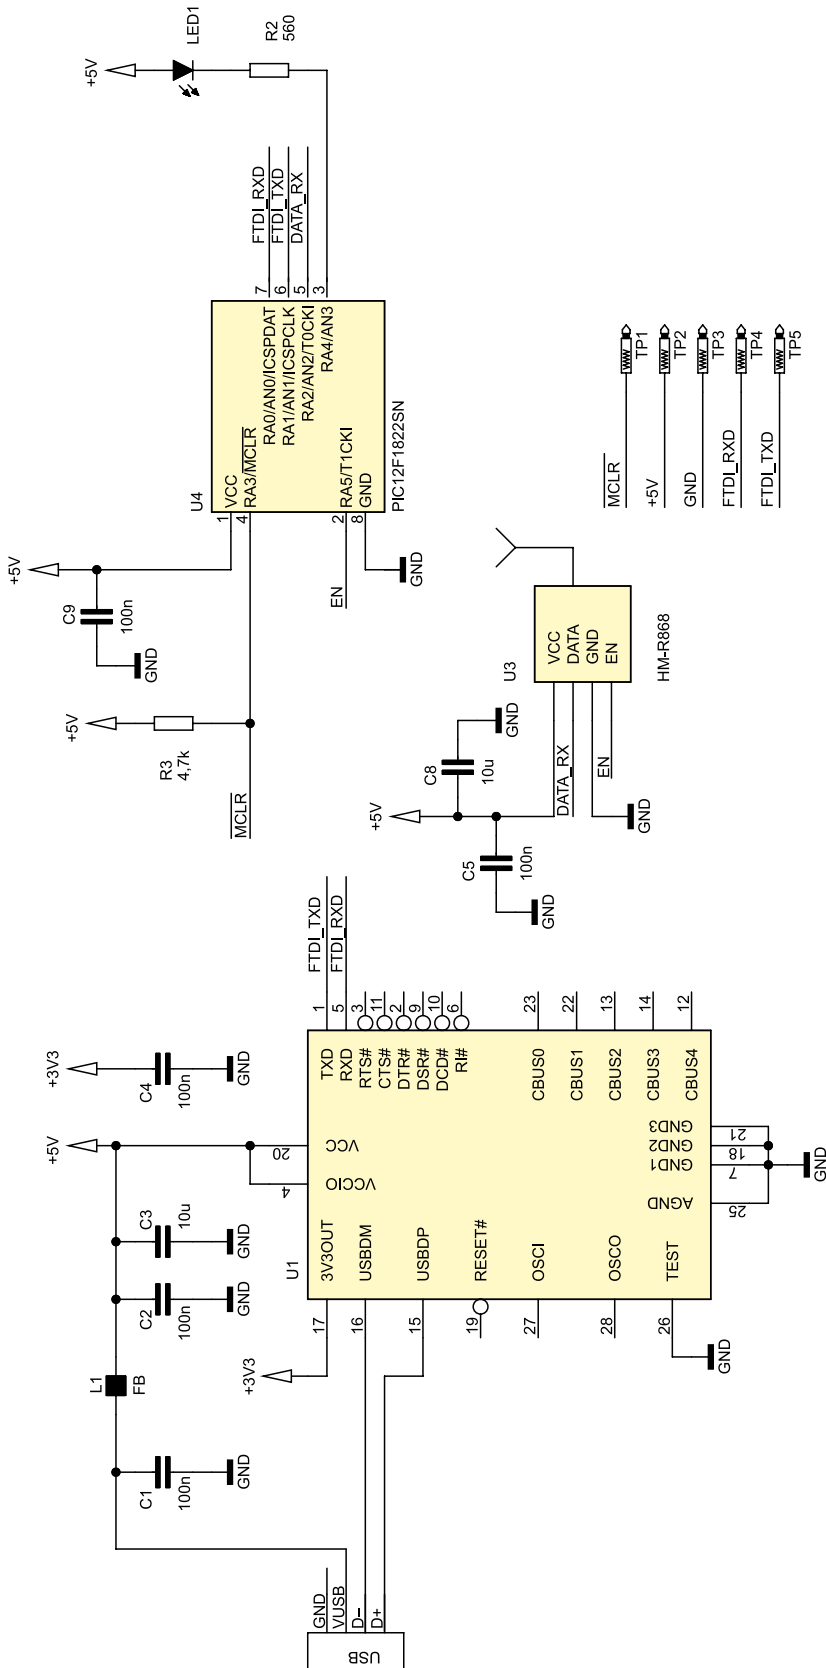 USB
GND
VUSB
D−
D+
C1
100n
GND
L1
FB
C2
100n
GND
C3
10u
GND
+5V
C4
100n
+3V3
GND
+3V3
U1
17
3V3OUT
16
USBDM
15
USBDP
19
RESET#
27
OSCI
28
OSCO
26
TEST
GND
4
VCCIO
20
VCC
25
AGND
7
GND1
18
GND2
21
GND3
GND
TXD
1
FTDI_TXD
RXD
5
FTDI_RXD
RTS#
3
CTS#
11
DTR#
2
DSR#
9
DCD#
10
RI#
6
CBUS0
23
CBUS1
22
CBUS2
13
CBUS3
14
CBUS4
12
+5V
R3
4,7k
MCLR
C9
100n
GND
+5V
U4
1
VCC
4
RA3/MCLR
2
RA5/T1CKI
8
GND
EN
GND
RA0/AN0/ICSPDAT
7
FTDI_RXD
RA1/AN1/ICSPCLK
6
FTDI_TXD
RA2/AN2/T0CKI
5
DATA_RX
RA4/AN3
3
PIC12F1822SN
+5V
LED1
R2
560
+5V
C5
100n
GND
C8
10u
GND
U3
VCC
DATA
GND
EN
DATA_RX
EN
GND
HM-R868
MCLR
TP1
+5V
TP2
GND
TP3
FTDI_RXD
TP4
FTDI_TXD
TP5